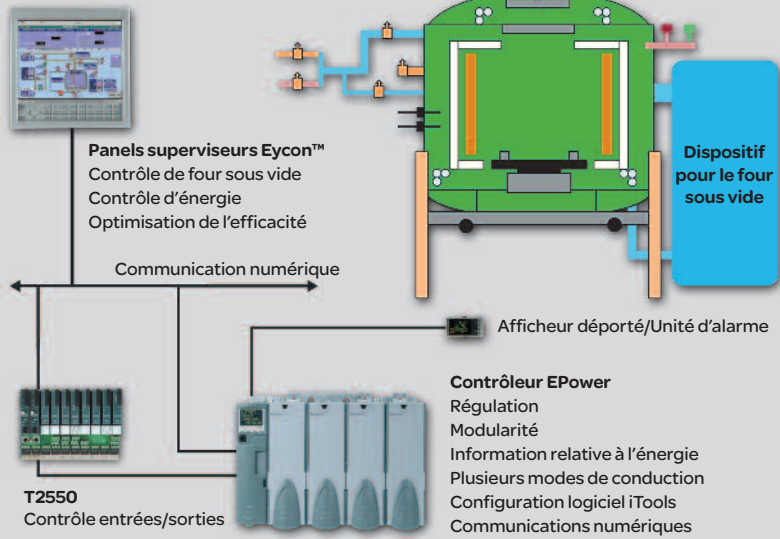 Panels superviseurs Eycon™
Contrôle de four sous vide
Contrôle d'énergie
Optimisation de l'efficacité
Dispositif
pour le four
sous vide
Communication numérique
Afficheur déporté/Unité d'alarme
Contrôleur EPower
Régulation
Modularité
Information relative à l'énergie
Plusieurs modes de conduction
Configuration logiciel iTools
Communications numériques
T2550
Contrôle entrées/sorties